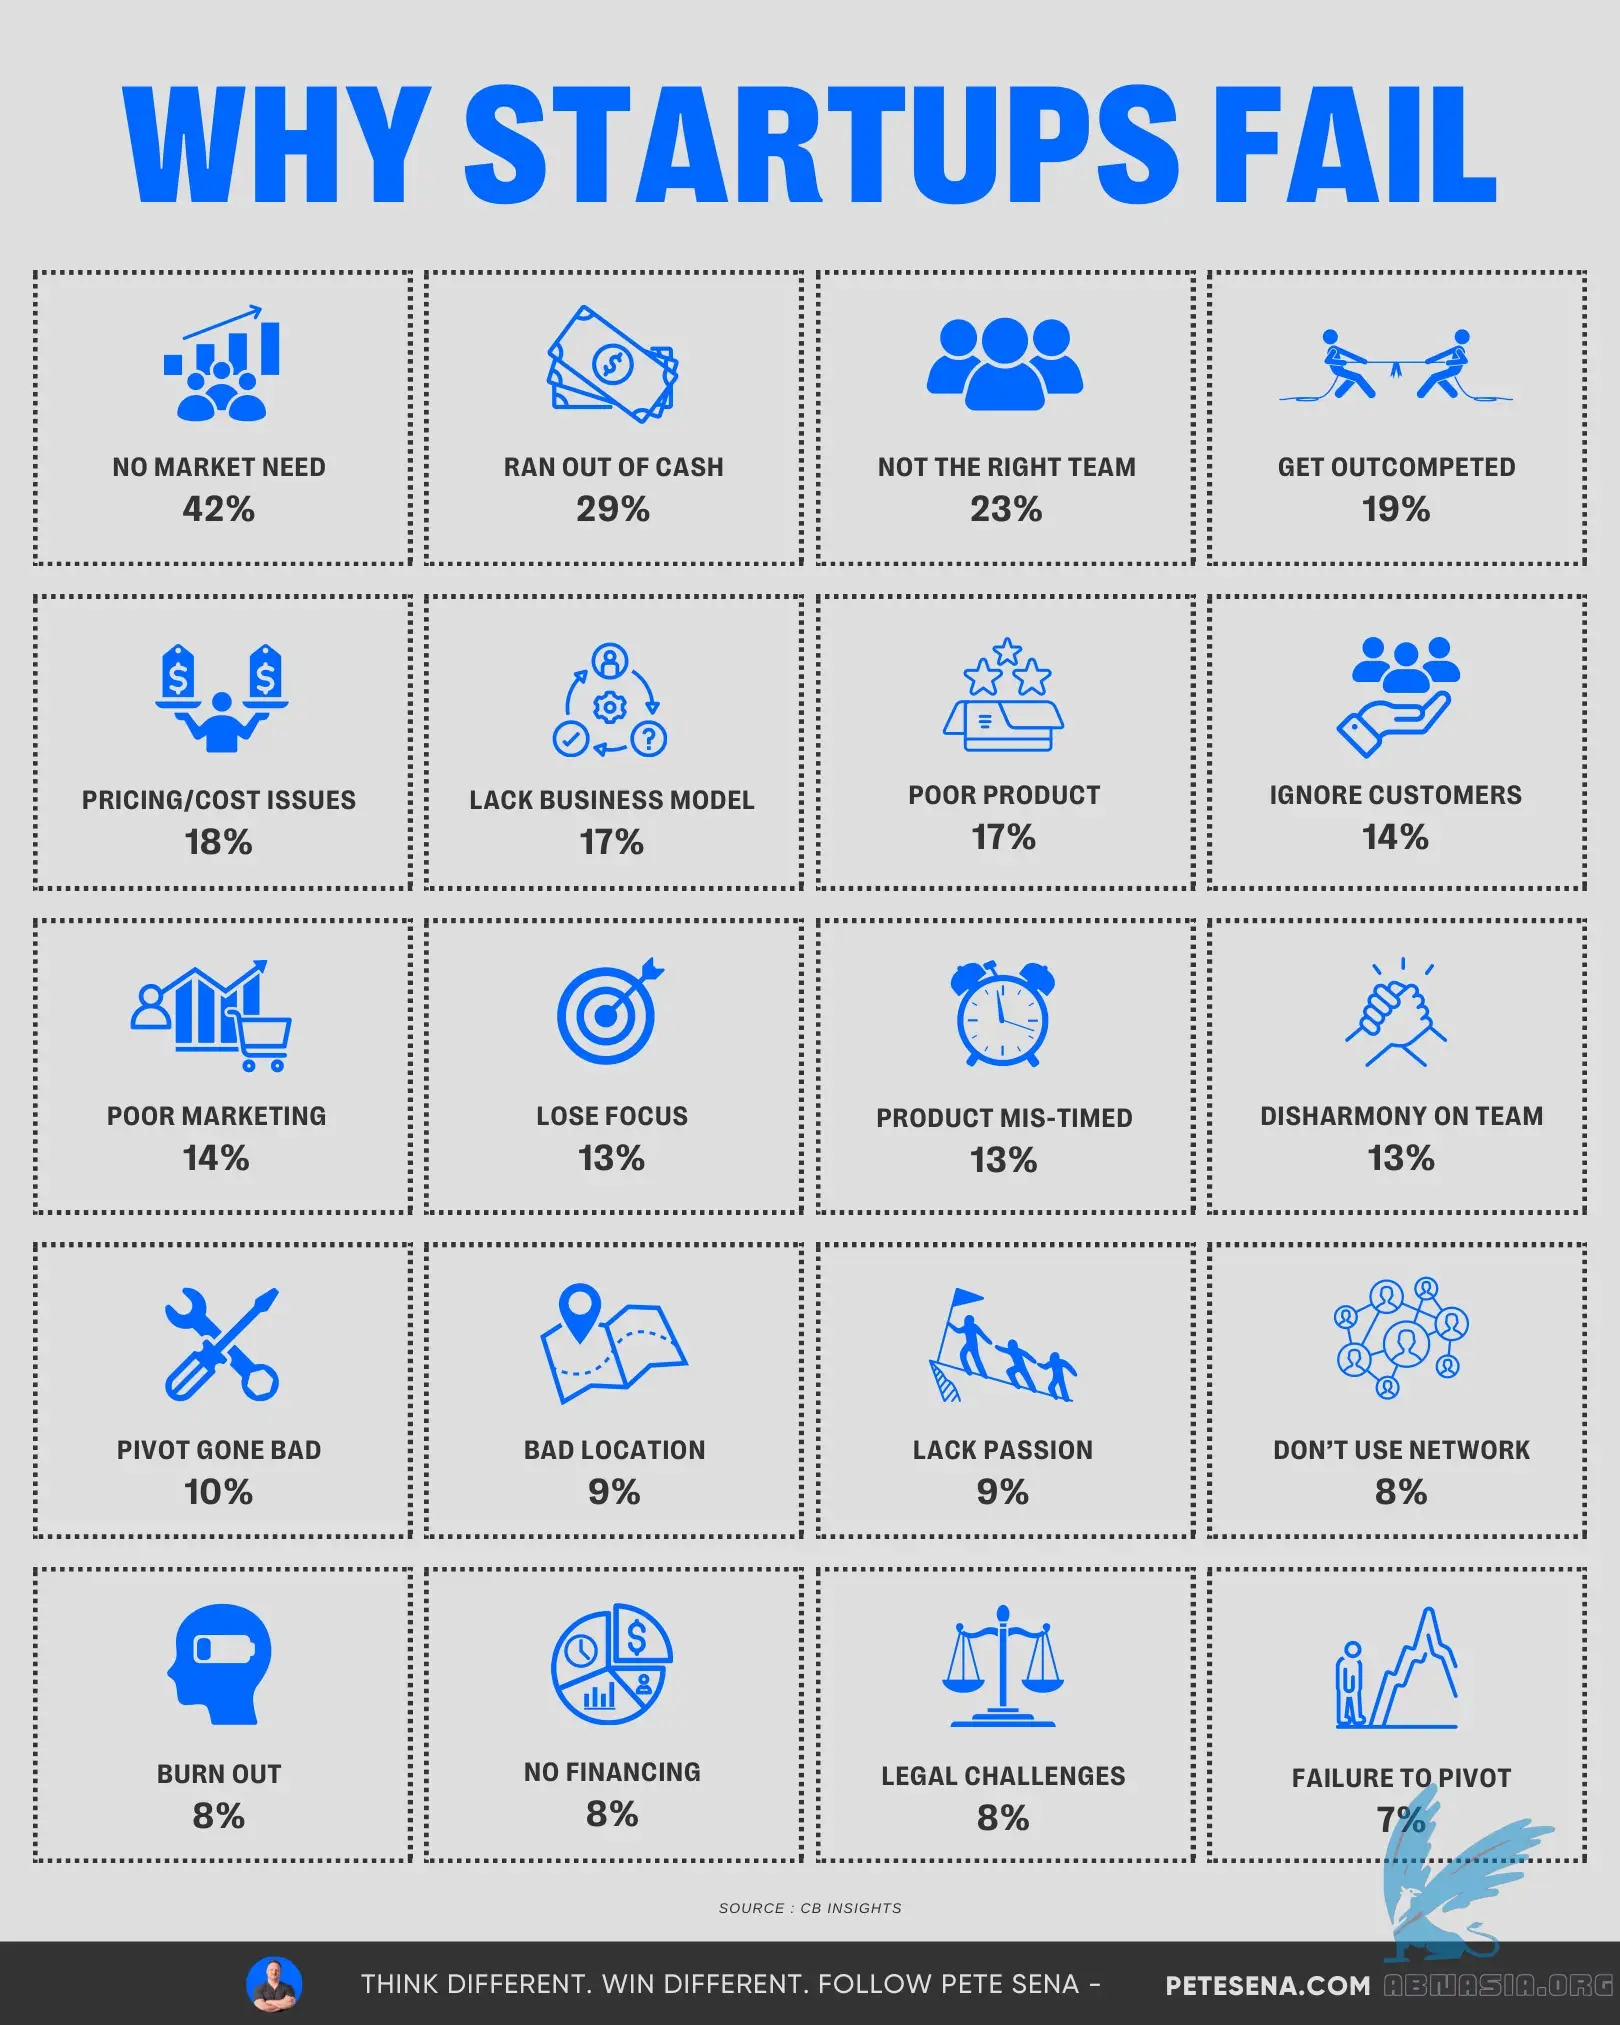 WHY STARTUPS FAIL
NO MARKET NEED
42%
RAN OUT OF CASH
29%
NOT THE RIGHT TEAM
23%
GET OUTCOMPETED
19%
PRICING/COST ISSUES
18%
LACK BUSINESS MODEL
17%
POOR PRODUCT
17%
IGNORE CUSTOMERS
14%
POOR MARKETING
14%
LOSE FOCUS
13%
PRODUCT MIS-TIMED
13%
DISHARMONY ON TEAM
13%
PIVOT GONE BAD
10%
BAD LOCATION
9%
LACK PASSION
9%
DON'T USE NETWORK
8%
BURN OUT
8%
NO FINANCING
8%
LEGAL CHALLENGES
8%
FAILURE TO PIVOT
7%
SOURCE : CB INSIGHTS
THINK DIFFERENT. WIN DIFFERENT. FOLLOW PETE SENA - PETESENA.COM
ABNASIA.ORG